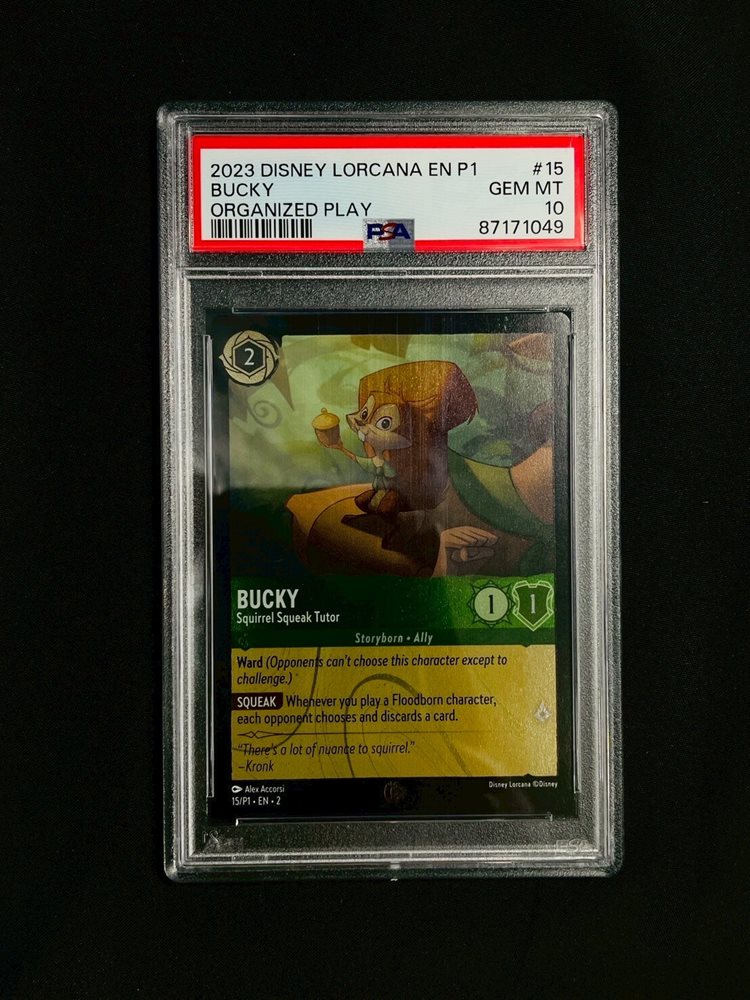 2023 DISNEY LORCANA EN P1 #15
BUCKY GEM MT
ORGANIZED PLAY 10
PSA 87171049
2
BUCKY
Squirrel Squeak Tutor
1 1
Storyborn • Ally
Ward (Opponents can't choose this character except to
challenge.)
SQUEAK Whenever you play a Floodborn character,
each opponent chooses and discards a card.
"There's a lot of nuance to squirrel."
–Kronk
Alex Accorsi
Disney Lorcana ©Disney
15/P1 • EN • 2